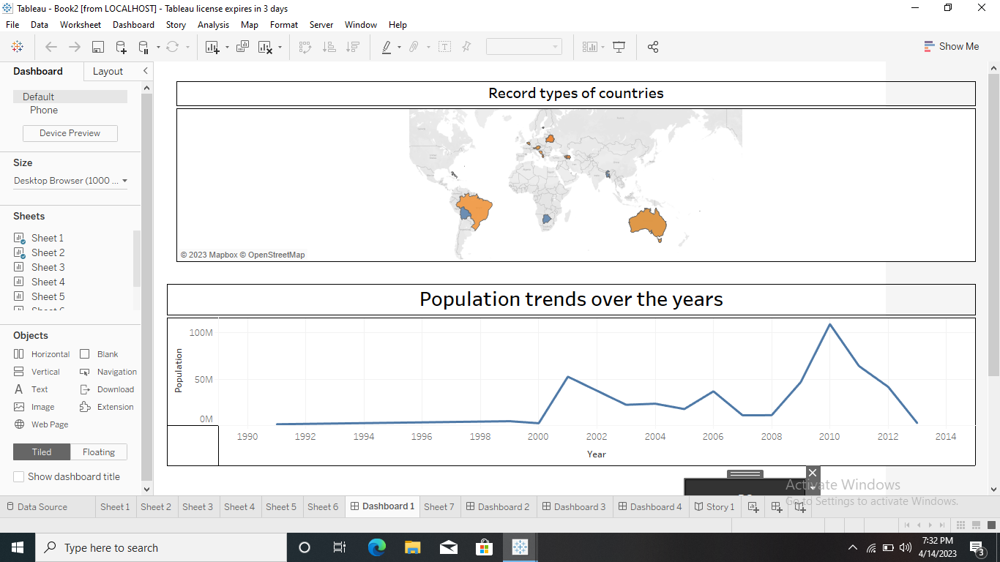 Tableau - Book2 [from LOCALHOST] - Tableau license expires in 3 days
File Data Worksheet Dashboard Story Analysis Map Format Server Window Help
Show Me
Dashboard Layout
Default
Phone
Device Preview
Size
Desktop Browser (1000 ...
Sheets
Sheet 1
Sheet 2
Sheet 3
Sheet 4
Sheet 5
Objects
Horizontal Blank
Vertical Navigation
Text Download
Image Extension
Web Page
Tiled Floating
Show dashboard title
Record types of countries
© 2023 Mapbox © OpenStreetMap
Population trends over the years
100M
50M
0M
Population
1990 1992 1994 1996 1998 2000 2002 2004 2006 2008 2010 2012 2014
Year
Activate Windows
Go to Settings to activate Windows.
Data Source Sheet 1 Sheet 2 Sheet 3 Sheet 4 Sheet 5 Sheet 6 Dashboard 1 Sheet 7 Dashboard 2 Dashboard 3 Dashboard 4 Story 1
Type here to search
7:32 PM
4/14/2023
3